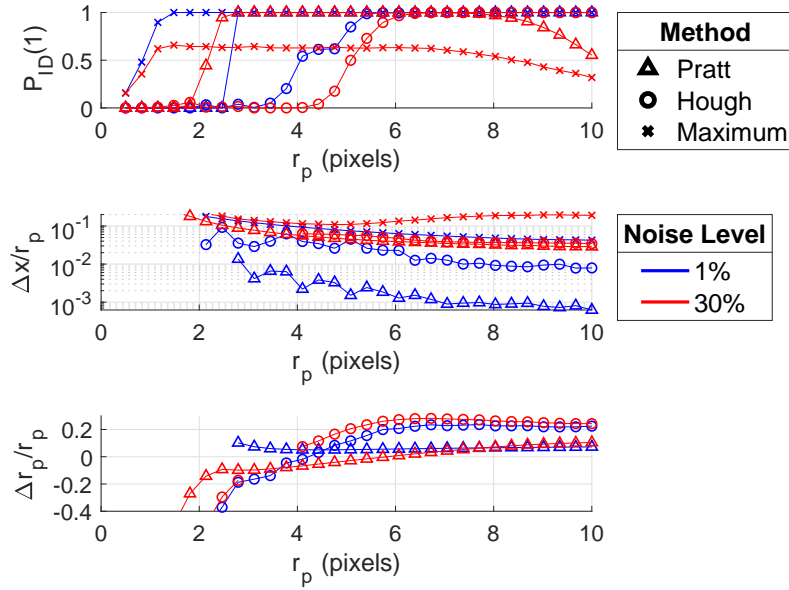 1
0.5
0
P_ID(1)
0 2 4 6 8 10
r_p (pixels)
Method
Pratt
Hough
Maximum
10^-1
10^-2
10^-3
Δx/r_p
0 2 4 6 8 10
r_p (pixels)
Noise Level
1%
30%
0.2
0
-0.2
-0.4
Δr_p/r_p
0 2 4 6 8 10
r_p (pixels)